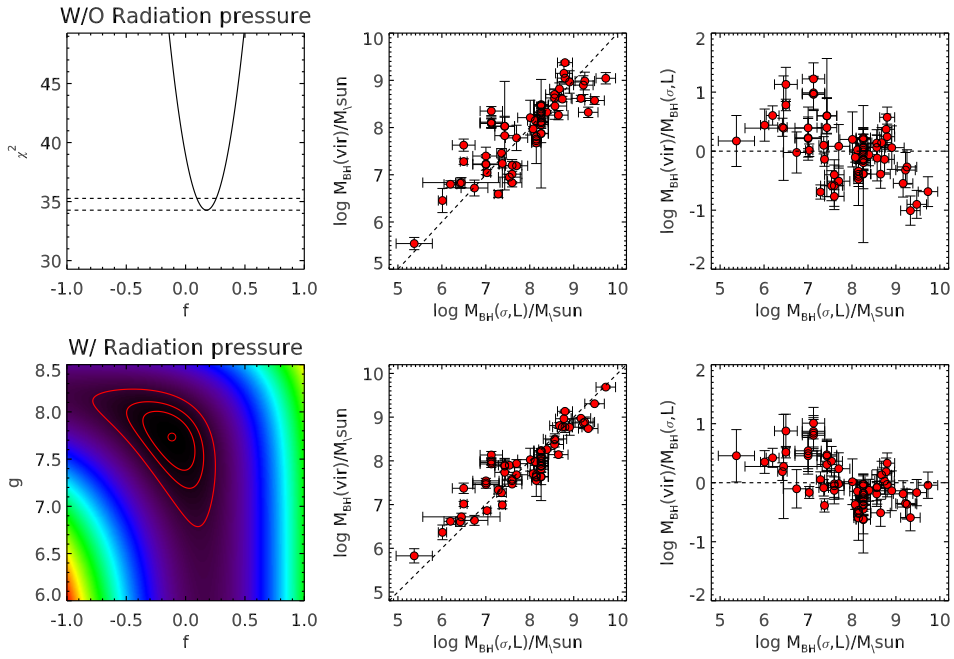 W/O Radiation pressure
χ²
45
40
35
30
-1.0 -0.5 0.0 0.5 1.0
f
log M_BH(vir)/M\sun
10
9
8
7
6
5
5 6 7 8 9 10
log M_BH(σ,L)/M\sun
log M_BH(vir)/M_BH(σ,L)
2
1
0
-1
-2
5 6 7 8 9 10
log M_BH(σ,L)/M\sun
W/ Radiation pressure
g
8.5
8.0
7.5
7.0
6.5
6.0
-1.0 -0.5 0.0 0.5 1.0
f
log M_BH(vir)/M\sun
10
9
8
7
6
5
5 6 7 8 9 10
log M_BH(σ,L)/M\sun
log M_BH(vir)/M_BH(σ,L)
2
1
0
-1
-2
5 6 7 8 9 10
log M_BH(σ,L)/M\sun